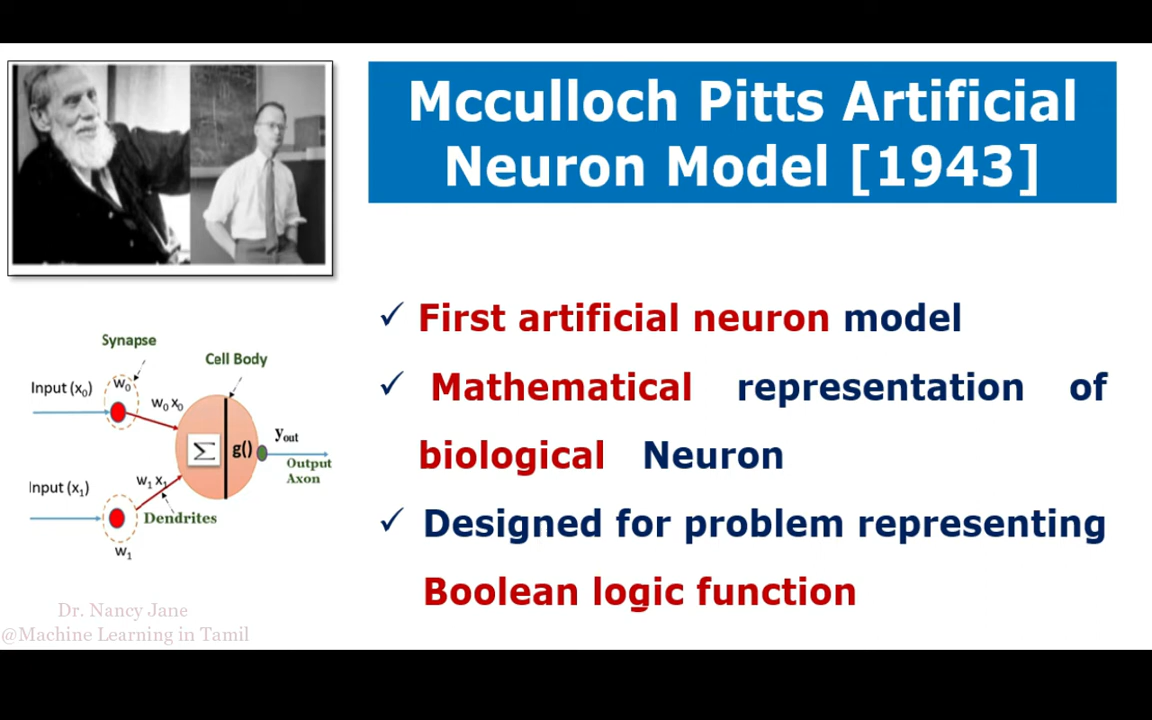 Mcculloch Pitts Artificial
Neuron Model [1943]
✓ First artificial neuron model
✓ Mathematical representation of
biological Neuron
✓ Designed for problem representing
Boolean logic function
Synapse
Cell Body
Input (x0)
w0
w0 x0
Σ
g()
yout
Output
Axon
Input (x1)
w1 x1
Dendrites
w1
Dr. Nancy Jane
@Machine Learning in Tamil